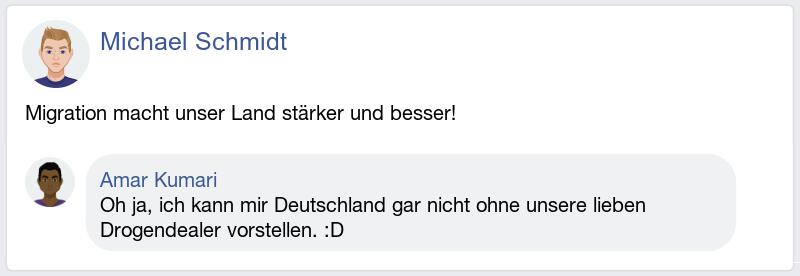 Michael Schmidt
Migration macht unser Land stärker und besser!
Amar Kumari
Oh ja, ich kann mir Deutschland gar nicht ohne unsere lieben
Drogendealer vorstellen. :D